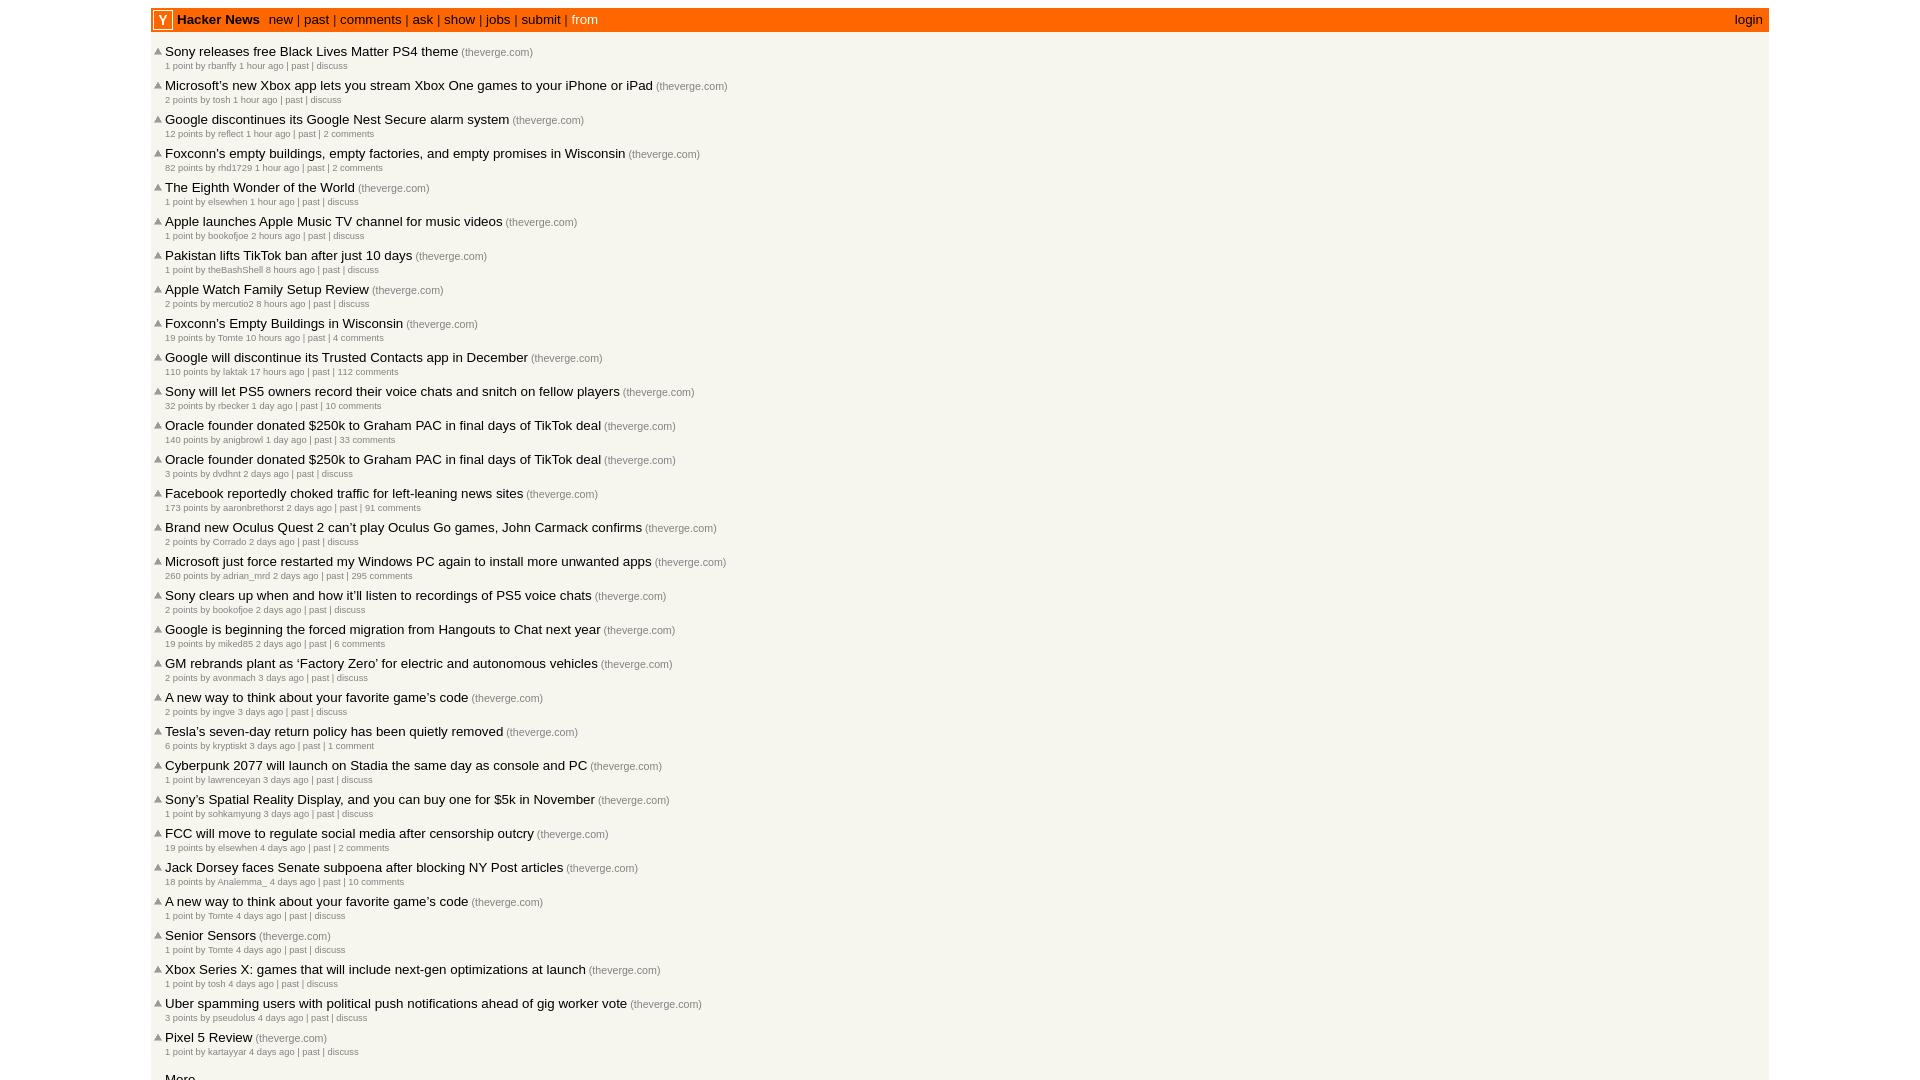 Y Hacker News new | past | comments | ask | show | jobs | submit | from login
Sony releases free Black Lives Matter PS4 theme (theverge.com)
1 point by rbanffy 1 hour ago | past | discuss
Microsoft’s new Xbox app lets you stream Xbox One games to your iPhone or iPad (theverge.com)
2 points by tosh 1 hour ago | past | discuss
Google discontinues its Google Nest Secure alarm system (theverge.com)
12 points by reflect 1 hour ago | past | 2 comments
Foxconn’s empty buildings, empty factories, and empty promises in Wisconsin (theverge.com)
82 points by rhd1729 1 hour ago | past | 2 comments
The Eighth Wonder of the World (theverge.com)
1 point by elsewhen 1 hour ago | past | discuss
Apple launches Apple Music TV channel for music videos (theverge.com)
1 point by bookofjoe 2 hours ago | past | discuss
Pakistan lifts TikTok ban after just 10 days (theverge.com)
1 point by theBashShell 8 hours ago | past | discuss
Apple Watch Family Setup Review (theverge.com)
2 points by mercutio2 8 hours ago | past | discuss
Foxconn’s Empty Buildings in Wisconsin (theverge.com)
19 points by Tomte 10 hours ago | past | 4 comments
Google will discontinue its Trusted Contacts app in December (theverge.com)
110 points by laktak 17 hours ago | past | 112 comments
Sony will let PS5 owners record their voice chats and snitch on fellow players (theverge.com)
32 points by rbecker 1 day ago | past | 10 comments
Oracle founder donated $250k to Graham PAC in final days of TikTok deal (theverge.com)
140 points by anigbrowl 1 day ago | past | 33 comments
Oracle founder donated $250k to Graham PAC in final days of TikTok deal (theverge.com)
3 points by dvdhnt 2 days ago | past | discuss
Facebook reportedly choked traffic for left-leaning news sites (theverge.com)
173 points by aaronbrethorst 2 days ago | past | 91 comments
Brand new Oculus Quest 2 can’t play Oculus Go games, John Carmack confirms (theverge.com)
2 points by Corrado 2 days ago | past | discuss
Microsoft just force restarted my Windows PC again to install more unwanted apps (theverge.com)
260 points by adrian_mrd 2 days ago | past | 295 comments
Sony clears up when and how it’ll listen to recordings of PS5 voice chats (theverge.com)
2 points by bookofjoe 2 days ago | past | discuss
Google is beginning the forced migration from Hangouts to Chat next year (theverge.com)
19 points by miked85 2 days ago | past | 6 comments
GM rebrands plant as ‘Factory Zero’ for electric and autonomous vehicles (theverge.com)
2 points by avonmach 3 days ago | past | discuss
A new way to think about your favorite game’s code (theverge.com)
2 points by ingve 3 days ago | past | discuss
Tesla’s seven-day return policy has been quietly removed (theverge.com)
6 points by kryptiskt 3 days ago | past | 1 comment
Cyberpunk 2077 will launch on Stadia the same day as console and PC (theverge.com)
1 point by lawrenceyan 3 days ago | past | discuss
Sony’s Spatial Reality Display, and you can buy one for $5k in November (theverge.com)
1 point by sohkamyung 3 days ago | past | discuss
FCC will move to regulate social media after censorship outcry (theverge.com)
19 points by elsewhen 4 days ago | past | 2 comments
Jack Dorsey faces Senate subpoena after blocking NY Post articles (theverge.com)
18 points by Analemma_ 4 days ago | past | 10 comments
A new way to think about your favorite game’s code (theverge.com)
1 point by Tomte 4 days ago | past | discuss
Senior Sensors (theverge.com)
1 point by Tomte 4 days ago | past | discuss
Xbox Series X: games that will include next-gen optimizations at launch (theverge.com)
1 point by tosh 4 days ago | past | discuss
Uber spamming users with political push notifications ahead of gig worker vote (theverge.com)
3 points by pseudolus 4 days ago | past | discuss
Pixel 5 Review (theverge.com)
1 point by kartayyar 4 days ago | past | discuss
More